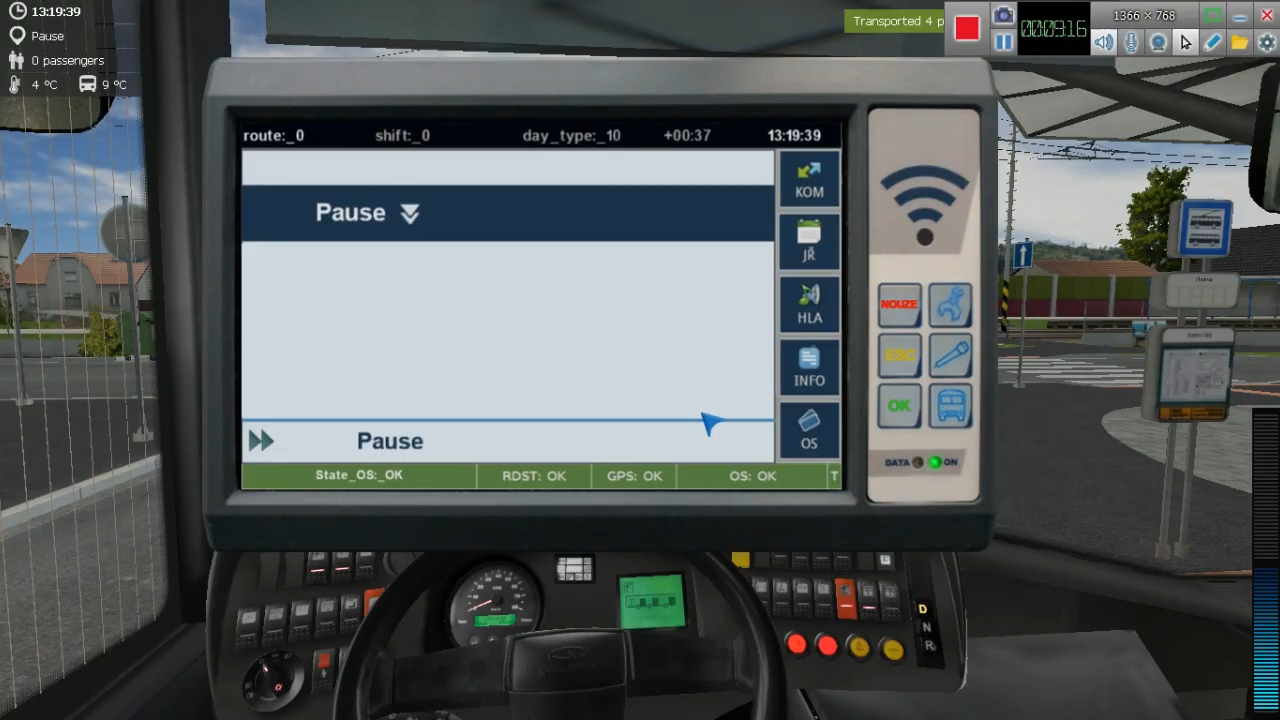 13:19:39
Pause
0 passengers
4 °C
9 °C
Transported 4 p
00:09:16
1366 × 768
route:_0
shift:_0
day_type:_10
+00:37
13:19:39
Pause
KOM
JŘ
HLA
INFO
OS
Pause
State_OS:_OK
RDST: OK
GPS: OK
OS: OK
T
NOUZE
ESC
OK
DATA
ON
D
N
R